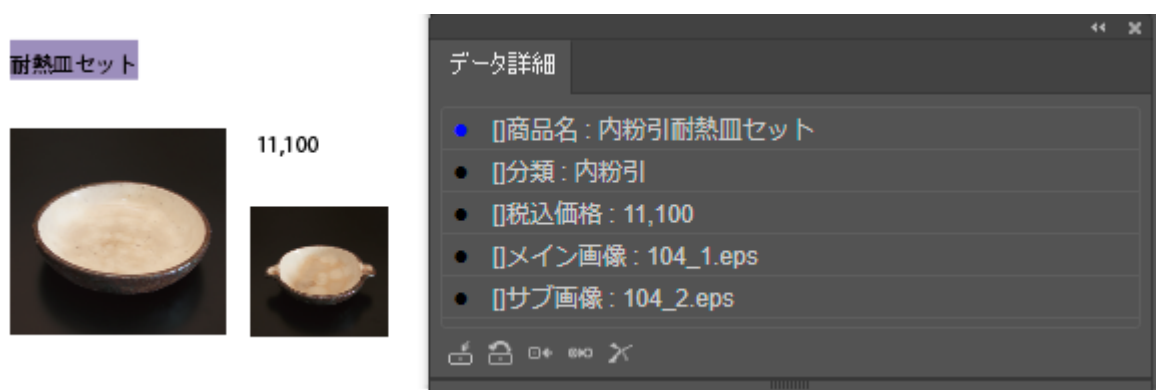 耐熱皿セット
11,100
データ詳細
[]商品名 : 内粉引耐熱皿セット
[]分類 : 内粉引
[]税込価格 : 11,100
[]メイン画像 : 104_1.eps
[]サブ画像 : 104_2.eps